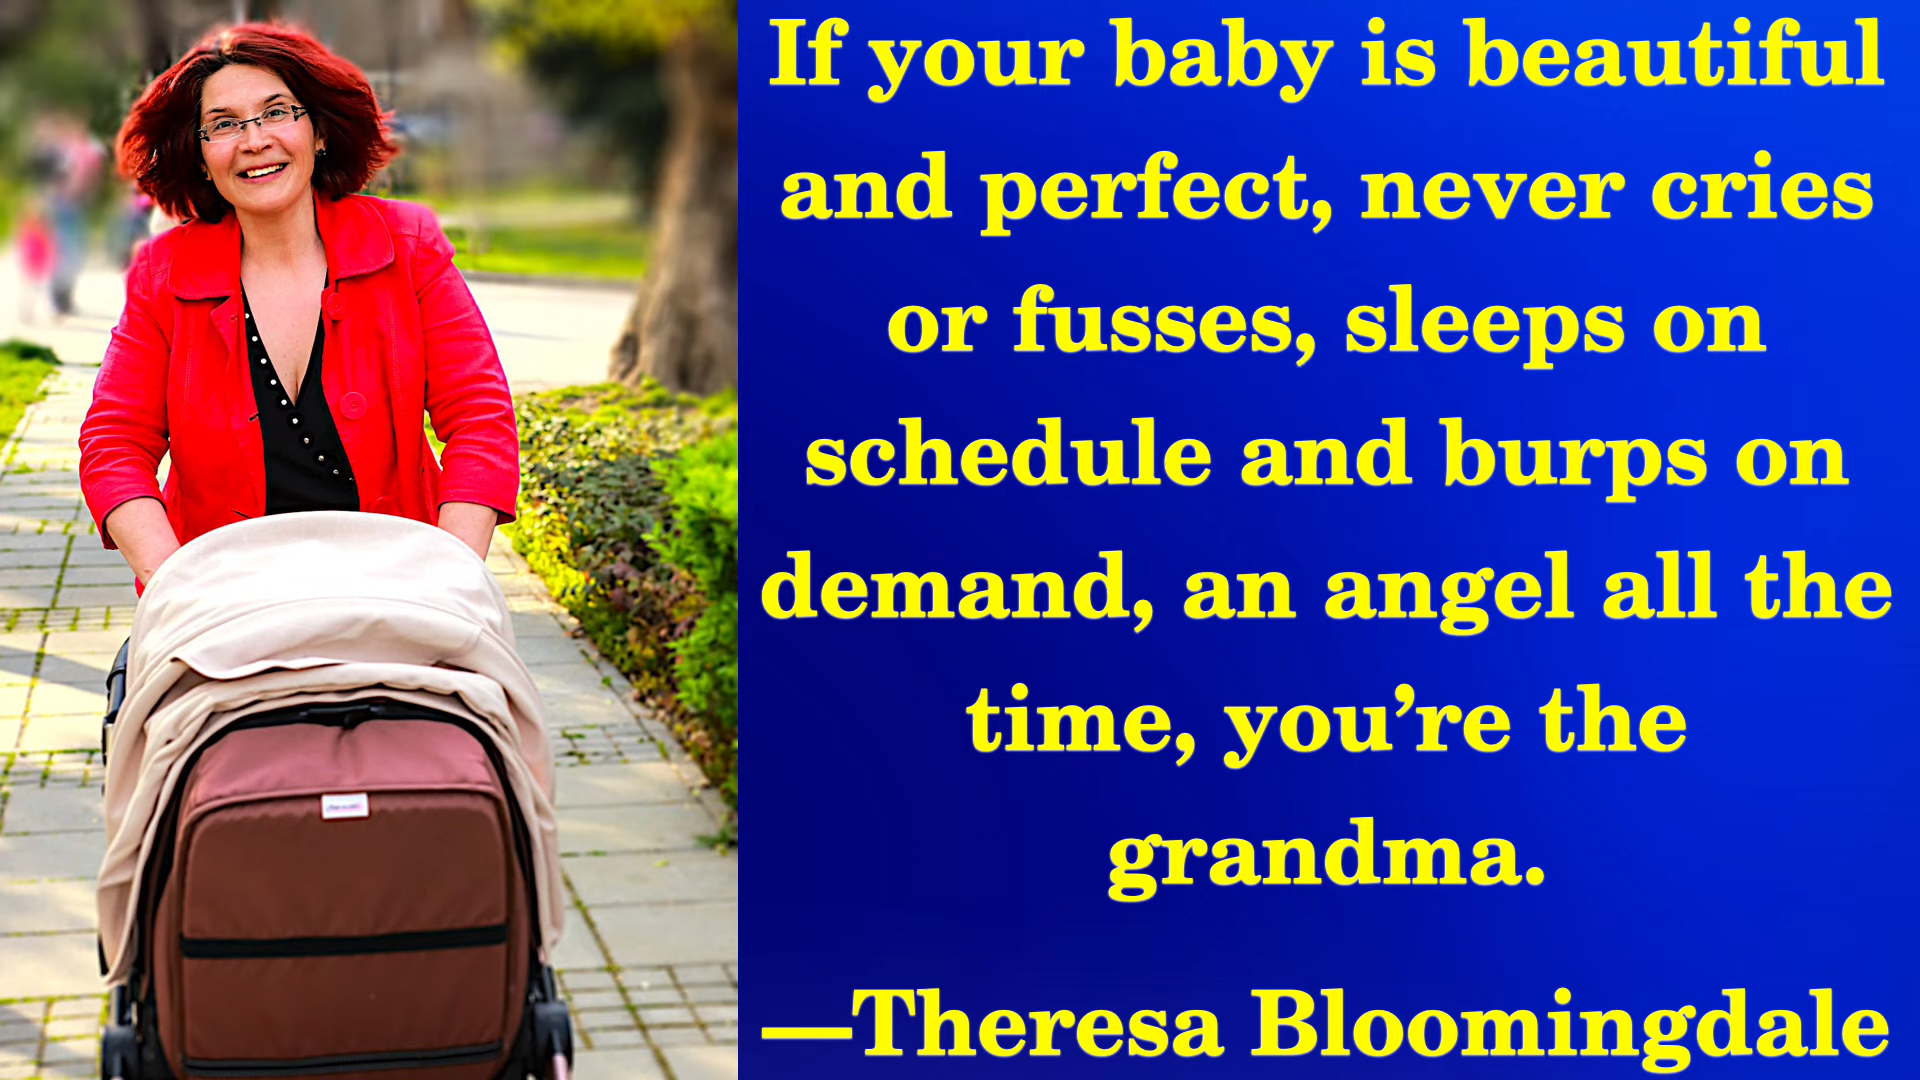 If your baby is beautiful
and perfect, never cries
or fusses, sleeps on
schedule and burps on
demand, an angel all the
time, you’re the
grandma.
—Theresa Bloomingdale